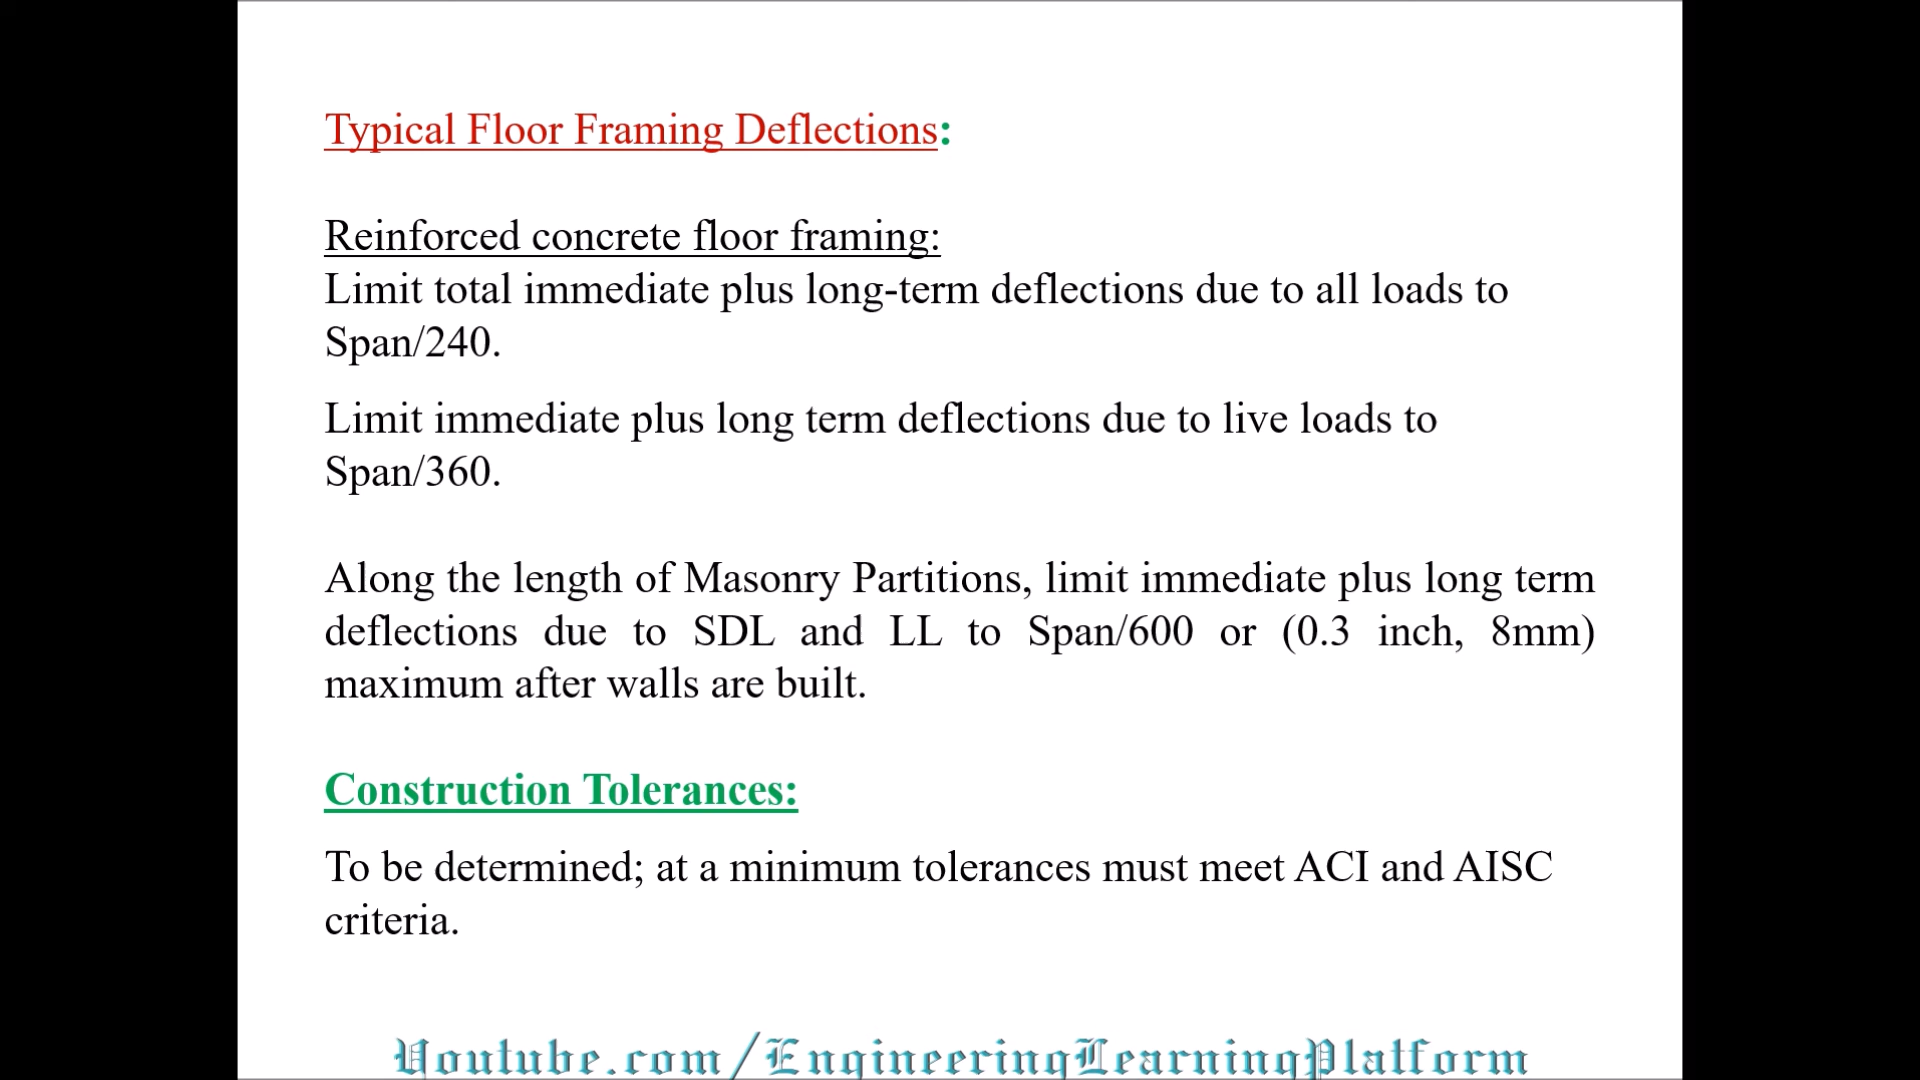 Typical Floor Framing Deflections:
Reinforced concrete floor framing:
Limit total immediate plus long-term deflections due to all loads to
Span/240.
Limit immediate plus long term deflections due to live loads to
Span/360.
Along the length of Masonry Partitions, limit immediate plus long term
deflections due to SDL and LL to Span/600 or (0.3 inch, 8mm)
maximum after walls are built.
Construction Tolerances:
To be determined; at a minimum tolerances must meet ACI and AISC
criteria.
Youtube.com/EngineeringLearningPlatform